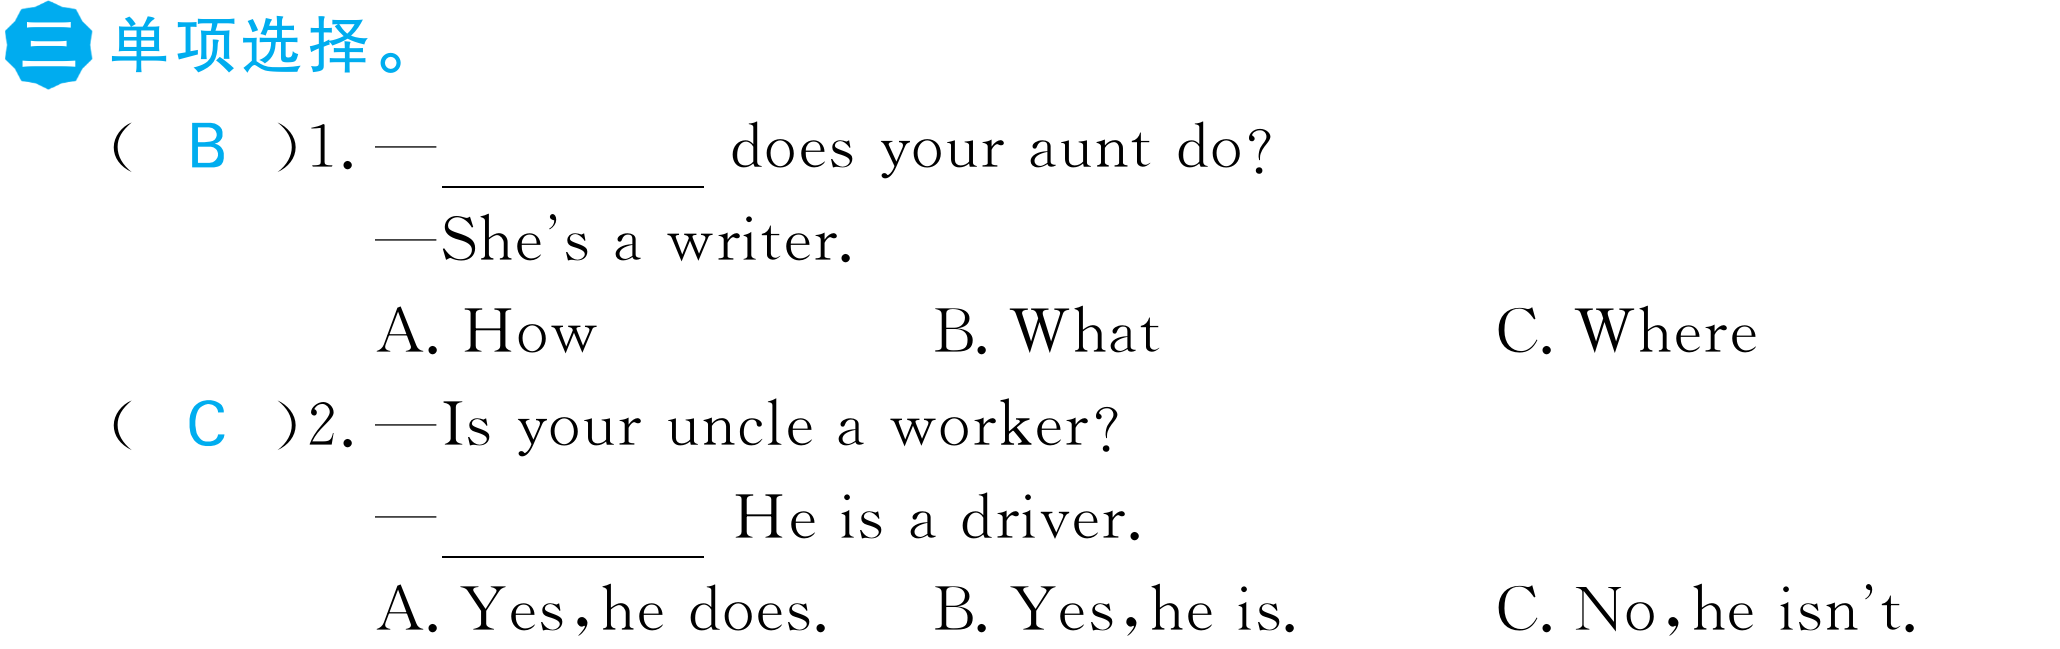 三 单项选择。
( B )1. —________ does your aunt do?
—She's a writer.
A. How B. What C. Where
( C )2. —Is your uncle a worker?
—________ He is a driver.
A. Yes,he does. B. Yes,he is. C. No,he isn't.